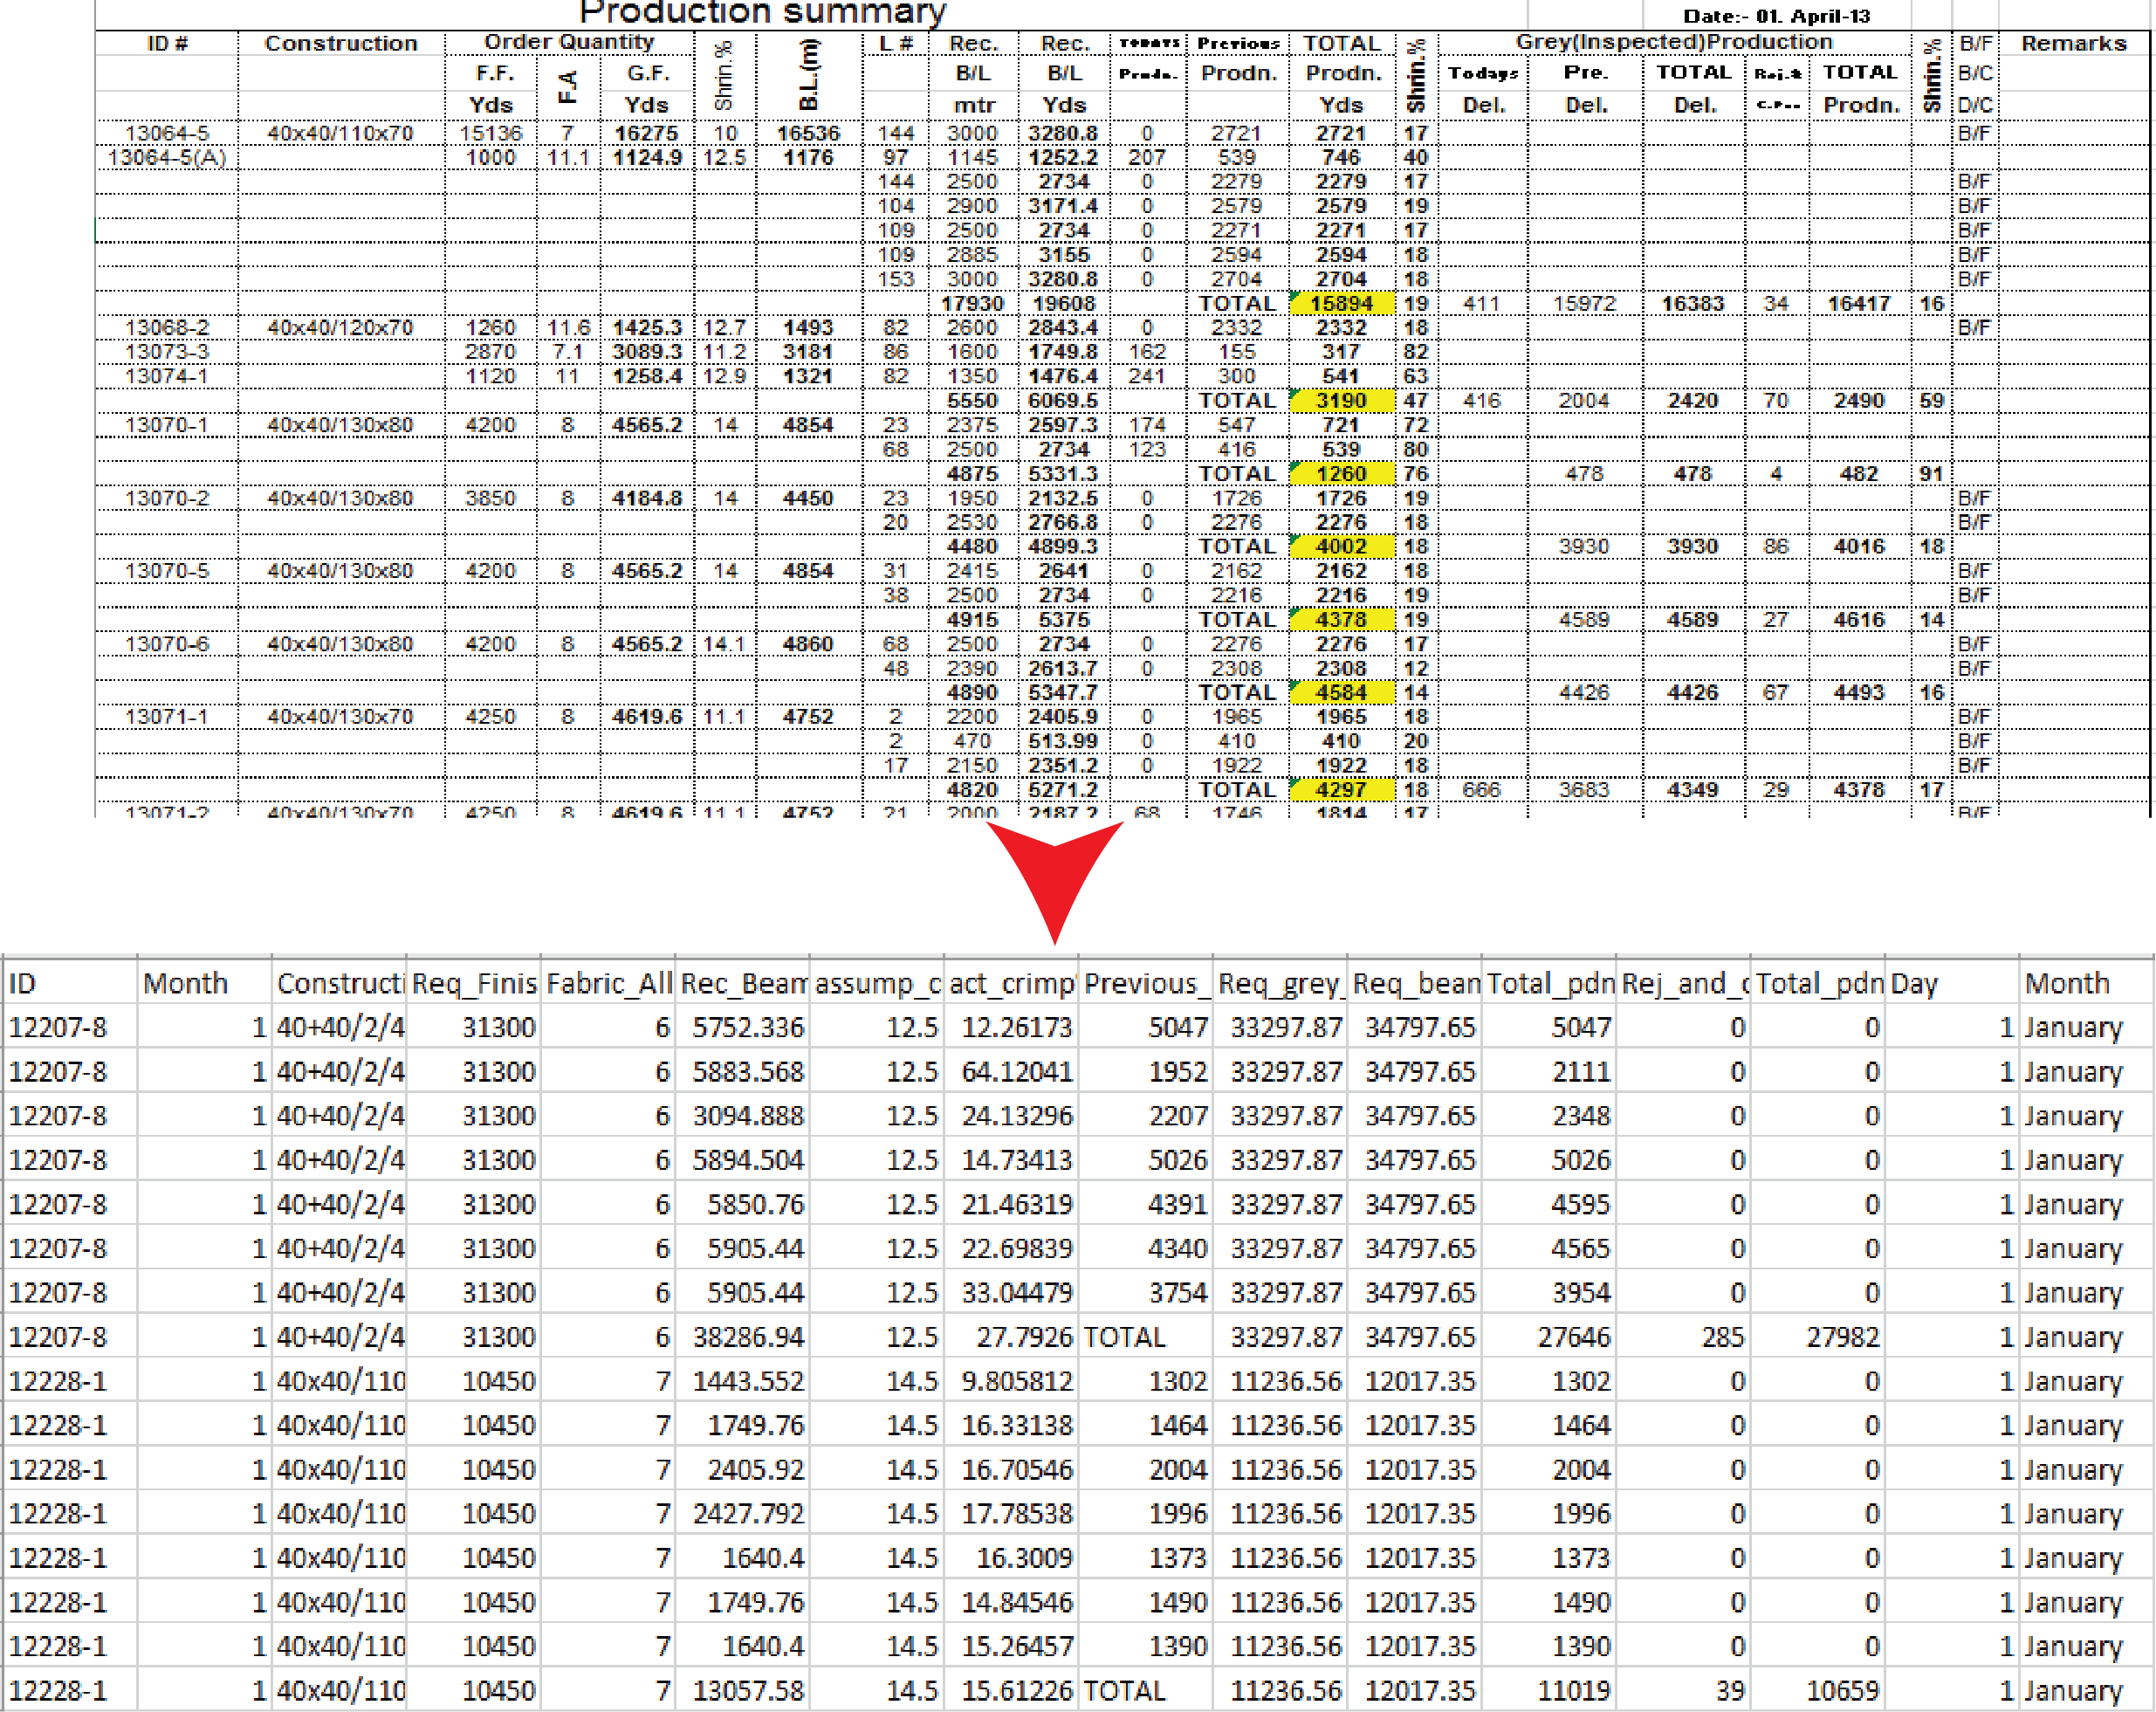 Production summary Date:- 01. April-13
ID # Construction Order Quantity Shrin.% B.L.(m) L # Rec. Rec. Todays Previous TOTAL Shrin.% Grey(Inspected)Production Shrin.% B/F Remarks
F.F. F.A G.F. B/L B/L Prodn. Prodn. Prodn. Todays Pre. TOTAL Rej.& TOTAL B/C
Yds Yds mtr Yds Yds Del. Del. Del. Prodn. D/C
13064-5 40x40/110x70 15136 7 16275 10 16536 144 3000 3280.8 0 2721 2721 17 B/F
13064-5(A) 1000 11.1 1124.9 12.5 1176 97 1145 1252.2 207 539 746 40
144 2500 2734 0 2279 2279 17 B/F
104 2900 3171.4 0 2579 2579 19 B/F
109 2500 2734 0 2271 2271 17 B/F
109 2885 3155 0 2594 2594 18 B/F
153 3000 3280.8 0 2704 2704 18 B/F
17930 19608 TOTAL 15894 19 411 15972 16383 34 16417 16
13068-2 40x40/120x70 1260 11.6 1425.3 12.7 1493 82 2600 2843.4 0 2332 2332 18 B/F
13073-3 2870 7.1 3089.3 11.2 3181 86 1600 1749.8 162 155 317 82
13074-1 1120 11 1258.4 12.9 1321 82 1350 1476.4 241 300 541 63
5550 6069.5 TOTAL 3190 47 416 2004 2420 70 2490 59
13070-1 40x40/130x80 4200 8 4565.2 14 4854 23 2375 2597.3 174 547 721 72
68 2500 2734 123 416 539 80
4875 5331.3 TOTAL 1260 76 478 478 4 482 91
13070-2 40x40/130x80 3850 8 4184.8 14 4450 23 1950 2132.5 0 1726 1726 19 B/F
20 2530 2766.8 0 2276 2276 18 B/F
4480 4899.3 TOTAL 4002 18 3930 3930 86 4016 18
13070-5 40x40/130x80 4200 8 4565.2 14 4854 31 2415 2641 0 2162 2162 18 B/F
38 2500 2734 0 2216 2216 19 B/F
4915 5375 TOTAL 4378 19 4589 4589 27 4616 14
13070-6 40x40/130x80 4200 8 4565.2 14.1 4860 68 2500 2734 0 2276 2276 17 B/F
48 2390 2613.7 0 2308 2308 12 B/F
4890 5347.7 TOTAL 4584 14 4426 4426 67 4493 16
13071-1 40x40/130x70 4250 8 4619.6 11.1 4752 2 2200 2405.9 0 1965 1965 18 B/F
2 470 513.99 0 410 410 20 B/F
17 2150 2351.2 0 1922 1922 18 B/F
4820 5271.2 TOTAL 4297 18 666 3683 4349 29 4378 17
13071-2 40x40/130x70 4250 8 4619.6 11.1 4752 21 2000 2187.2 68 1746 1814 17 B/F
ID Month Constructi Req_Finis Fabric_All Rec_Beam assump_c act_crimp Previous_ Req_grey_ Req_bean Total_pdn Rej_and_c Total_pdn Day Month
12207-8 1 40+40/2/4 31300 6 5752.336 12.5 12.26173 5047 33297.87 34797.65 5047 0 0 1 January
12207-8 1 40+40/2/4 31300 6 5883.568 12.5 64.12041 1952 33297.87 34797.65 2111 0 0 1 January
12207-8 1 40+40/2/4 31300 6 3094.888 12.5 24.13296 2207 33297.87 34797.65 2348 0 0 1 January
12207-8 1 40+40/2/4 31300 6 5894.504 12.5 14.73413 5026 33297.87 34797.65 5026 0 0 1 January
12207-8 1 40+40/2/4 31300 6 5850.76 12.5 21.46319 4391 33297.87 34797.65 4595 0 0 1 January
12207-8 1 40+40/2/4 31300 6 5905.44 12.5 22.69839 4340 33297.87 34797.65 4565 0 0 1 January
12207-8 1 40+40/2/4 31300 6 5905.44 12.5 33.04479 3754 33297.87 34797.65 3954 0 0 1 January
12207-8 1 40+40/2/4 31300 6 38286.94 12.5 27.7926 TOTAL 33297.87 34797.65 27646 285 27982 1 January
12228-1 1 40x40/110 10450 7 1443.552 14.5 9.805812 1302 11236.56 12017.35 1302 0 0 1 January
12228-1 1 40x40/110 10450 7 1749.76 14.5 16.33138 1464 11236.56 12017.35 1464 0 0 1 January
12228-1 1 40x40/110 10450 7 2405.92 14.5 16.70546 2004 11236.56 12017.35 2004 0 0 1 January
12228-1 1 40x40/110 10450 7 2427.792 14.5 17.78538 1996 11236.56 12017.35 1996 0 0 1 January
12228-1 1 40x40/110 10450 7 1640.4 14.5 16.3009 1373 11236.56 12017.35 1373 0 0 1 January
12228-1 1 40x40/110 10450 7 1749.76 14.5 14.84546 1490 11236.56 12017.35 1490 0 0 1 January
12228-1 1 40x40/110 10450 7 1640.4 14.5 15.26457 1390 11236.56 12017.35 1390 0 0 1 January
12228-1 1 40x40/110 10450 7 13057.58 14.5 15.61226 TOTAL 11236.56 12017.35 11019 39 10659 1 January